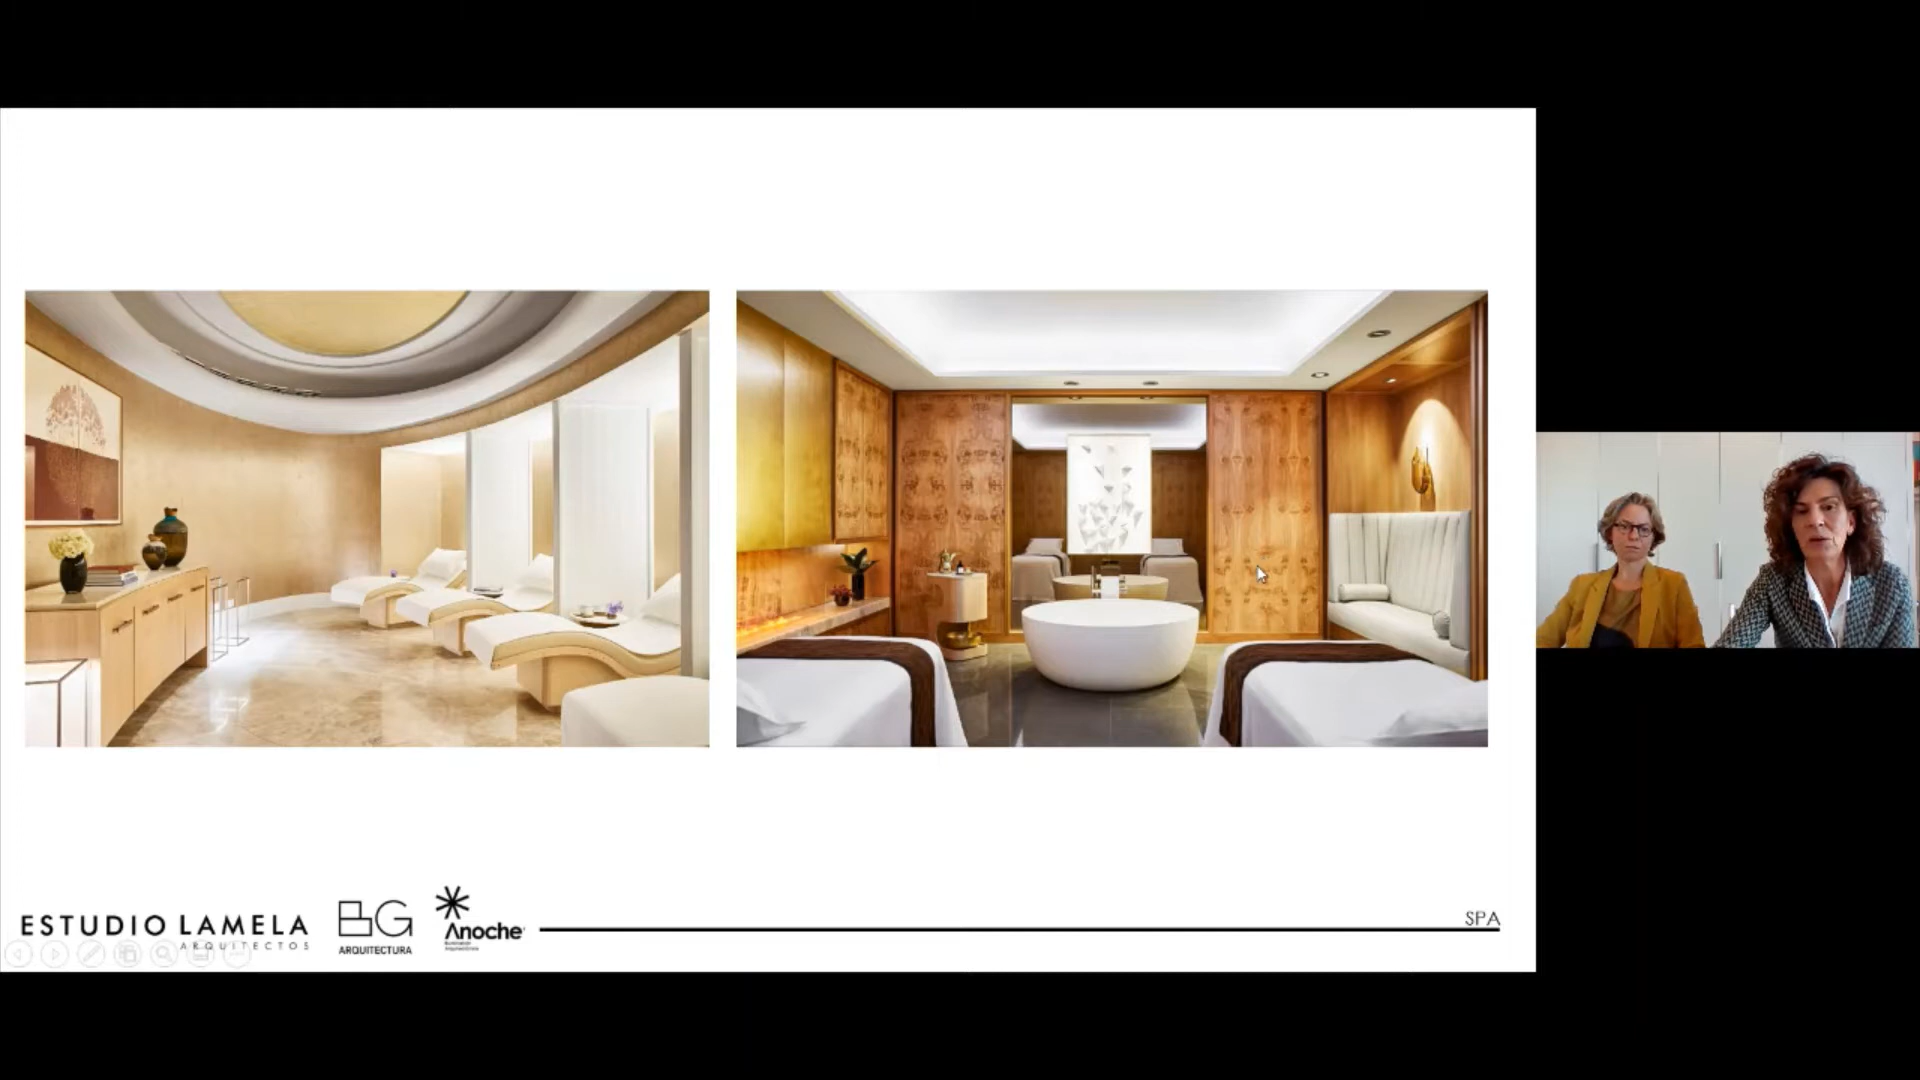 ESTUDIO LAMELA
ARQUITECTOS
BG
ARQUITECTURA
Anoche
SPA